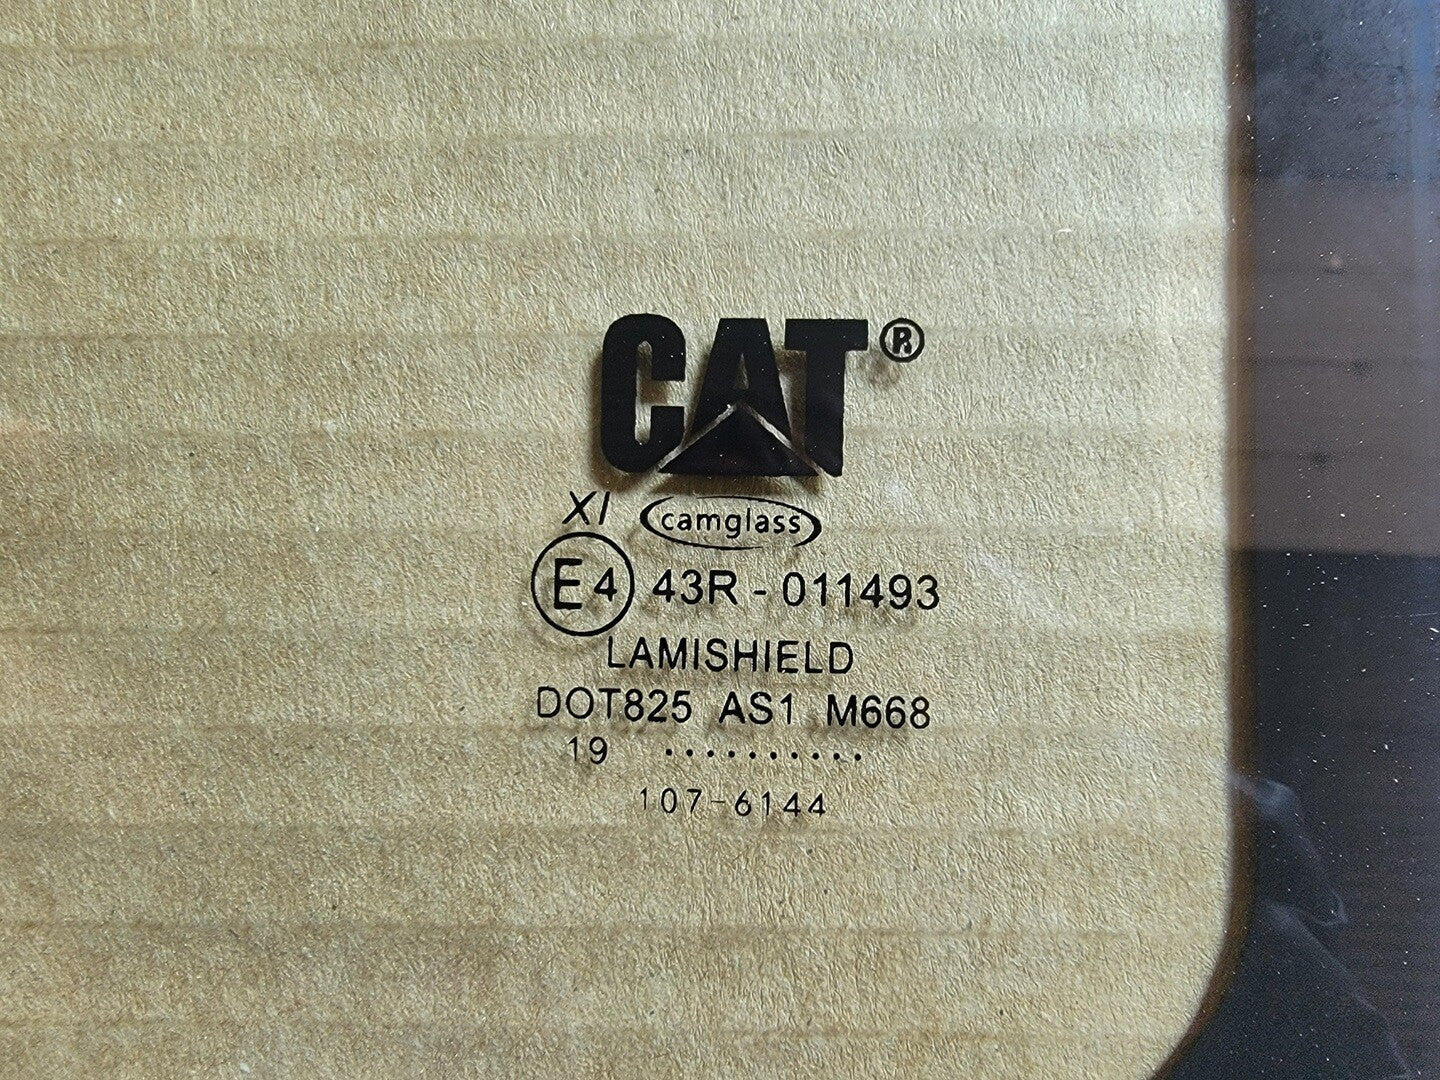 CAT®
XI camglass
E4 43R - 011493
LAMISHIELD
DOT825 AS1 M668
19 ..........
107-6144